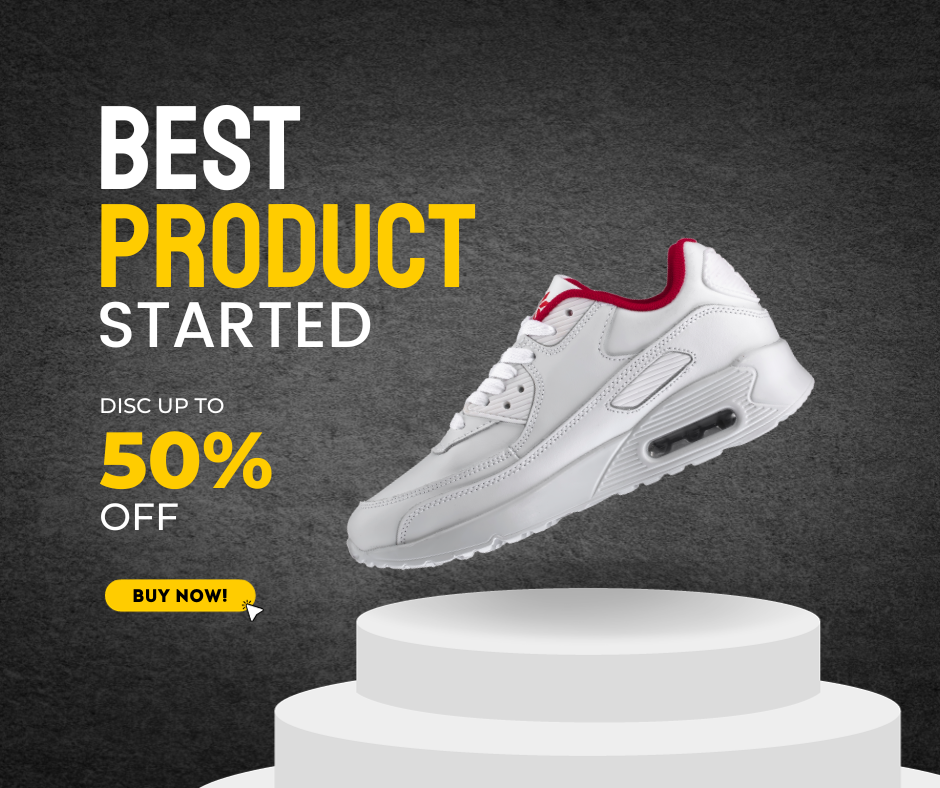 BEST
PRODUCT
STARTED
DISC UP TO
50%
OFF
BUY NOW!